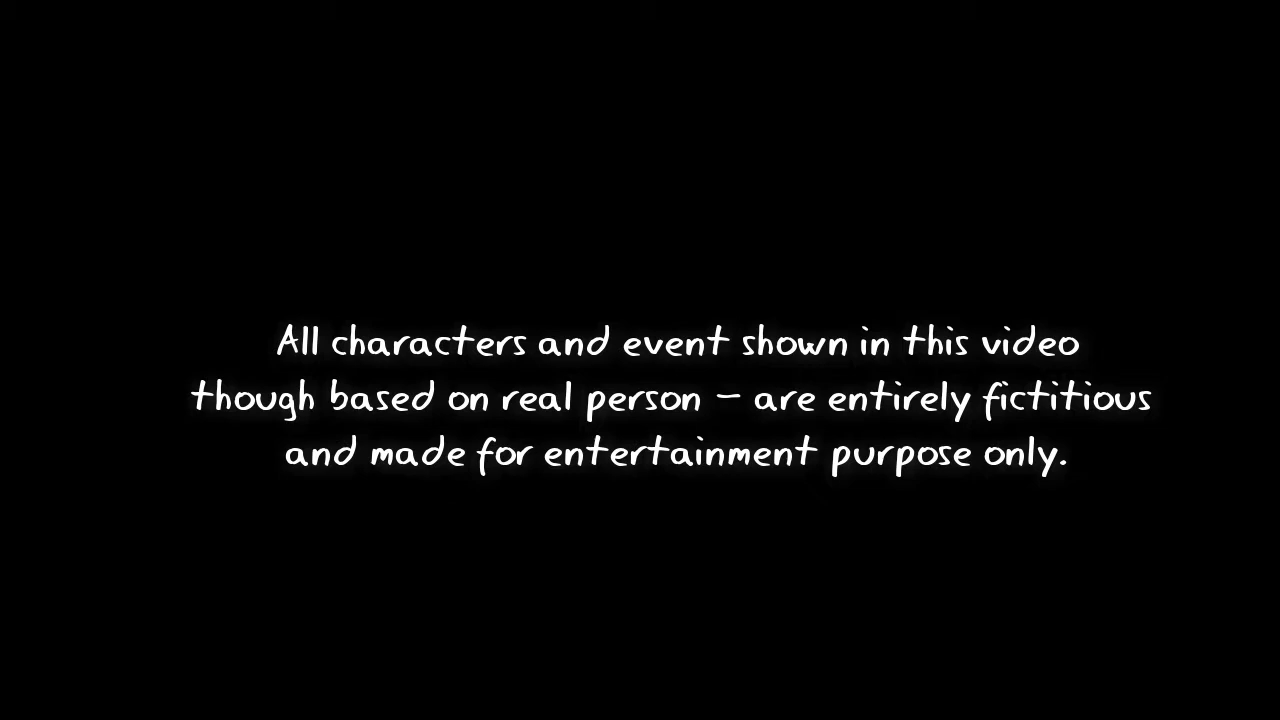 All characters and event shown in this video
though based on real person – are entirely fictitious
and made for entertainment purpose only.